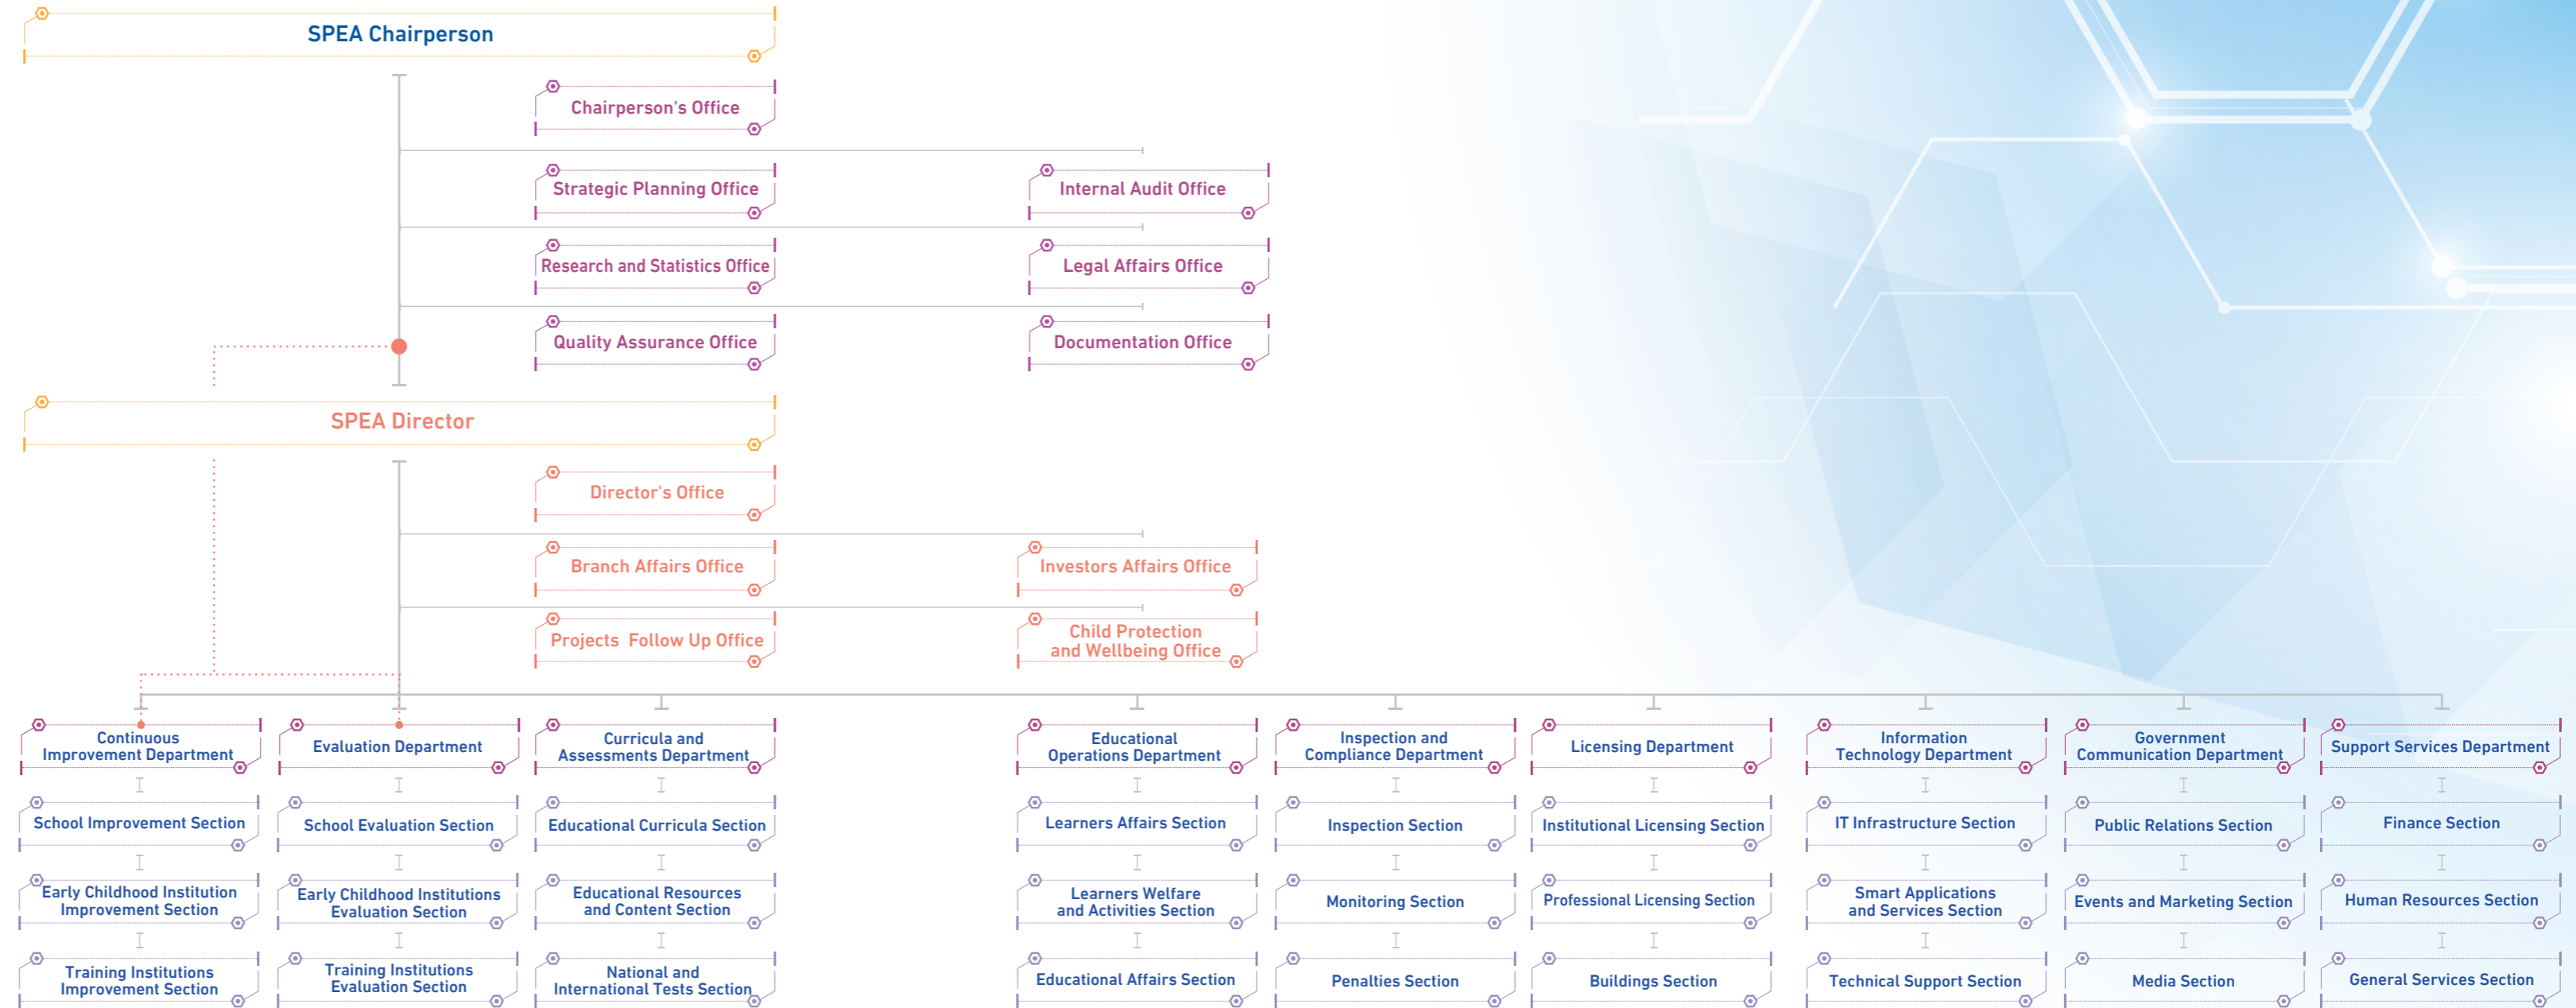 SPEA Chairperson
Chairperson's Office
Strategic Planning Office
Internal Audit Office
Research and Statistics Office
Legal Affairs Office
Quality Assurance Office
Documentation Office
SPEA Director
Director's Office
Branch Affairs Office
Investors Affairs Office
Projects Follow Up Office
Child Protection
and Wellbeing Office
Continuous
Improvement Department
Evaluation Department
Curricula and
Assessments Department
Educational
Operations Department
Inspection and
Compliance Department
Licensing Department
Information
Technology Department
Government
Communication Department
Support Services Department
School Improvement Section
School Evaluation Section
Educational Curricula Section
Learners Affairs Section
Inspection Section
Institutional Licensing Section
IT Infrastructure Section
Public Relations Section
Finance Section
Early Childhood Institution
Improvement Section
Early Childhood Institutions
Evaluation Section
Educational Resources
and Content Section
Learners Welfare
and Activities Section
Monitoring Section
Professional Licensing Section
Smart Applications
and Services Section
Events and Marketing Section
Human Resources Section
Training Institutions
Improvement Section
Training Institutions
Evaluation Section
National and
International Tests Section
Educational Affairs Section
Penalties Section
Buildings Section
Technical Support Section
Media Section
General Services Section